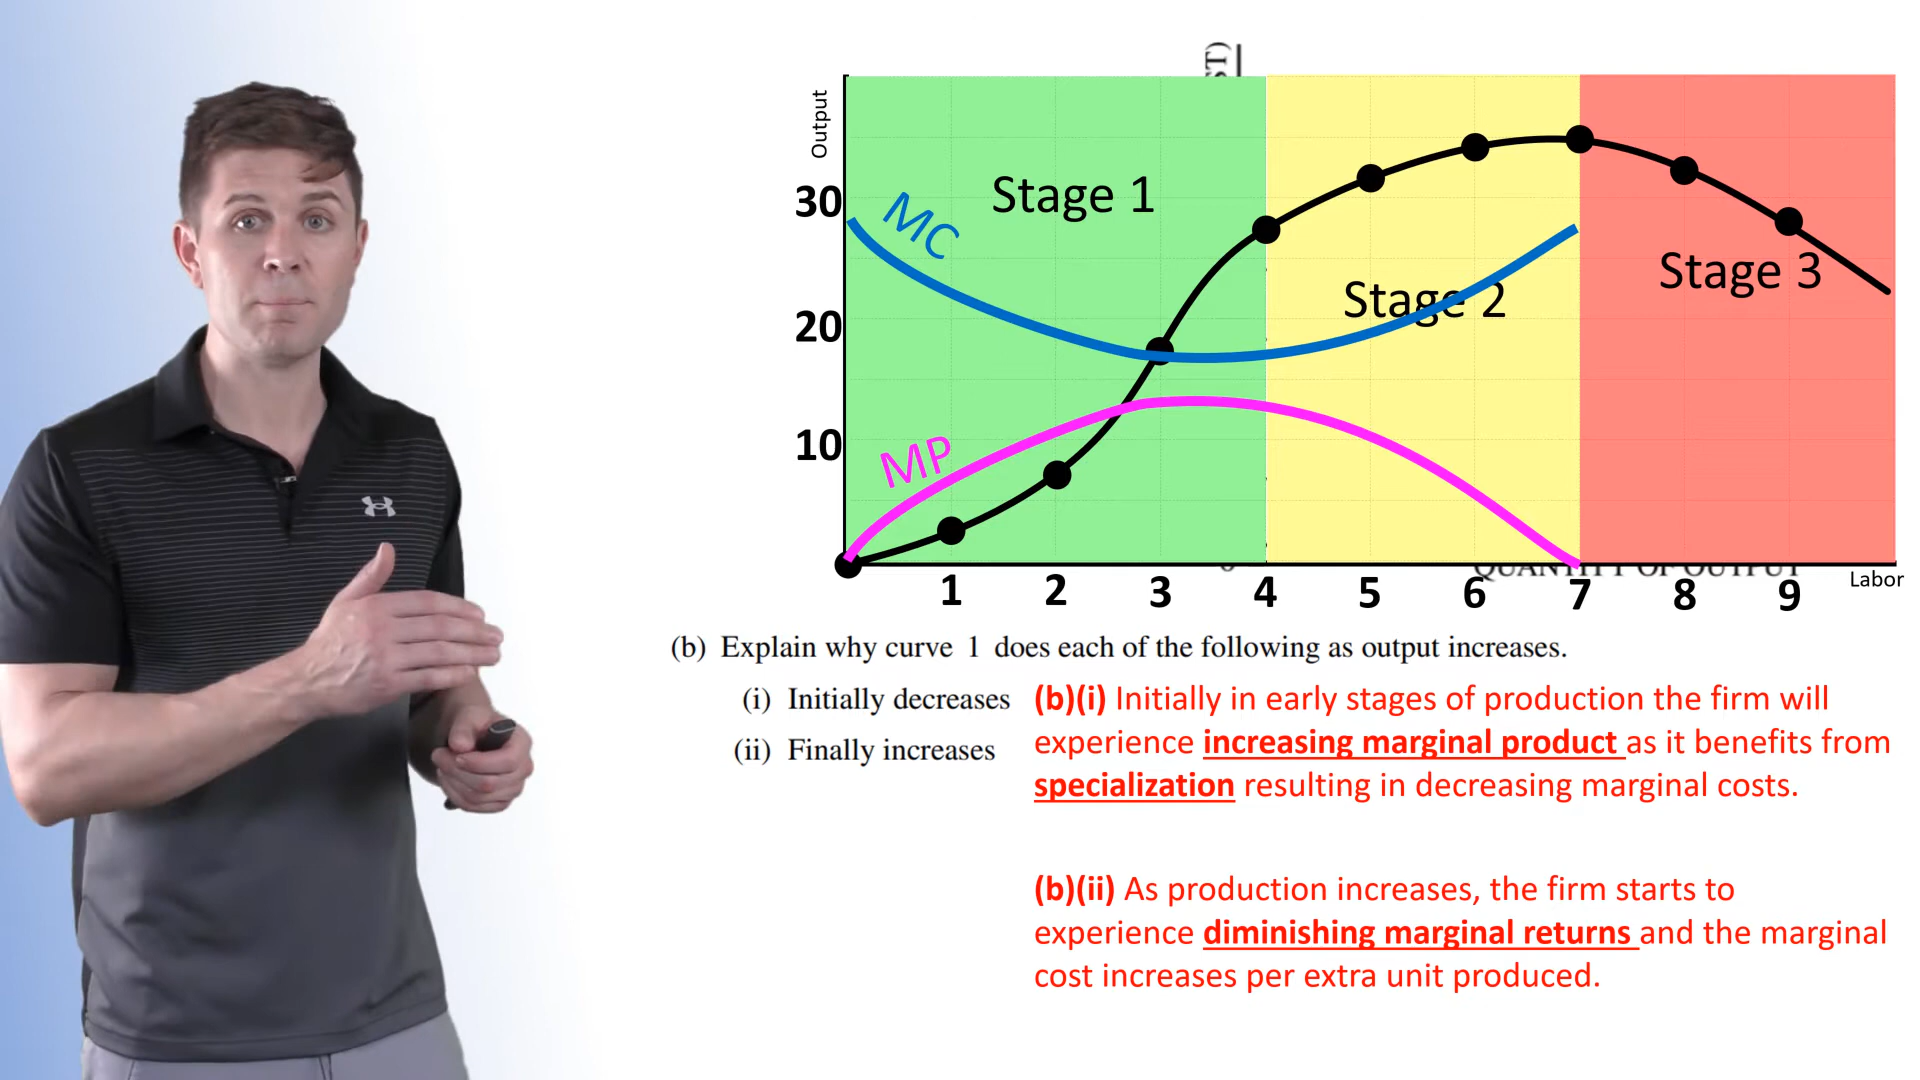 ST)
Output
30
20
10
MC
Stage 1
Stage 2
Stage 3
MP
QUANTITY OF OUTPUT
Labor
1 2 3 4 5 6 7 8 9
(b) Explain why curve 1 does each of the following as output increases.
(i) Initially decreases
(ii) Finally increases
(b)(i) Initially in early stages of production the firm will
experience increasing marginal product as it benefits from
specialization resulting in decreasing marginal costs.
(b)(ii) As production increases, the firm starts to
experience diminishing marginal returns and the marginal
cost increases per extra unit produced.